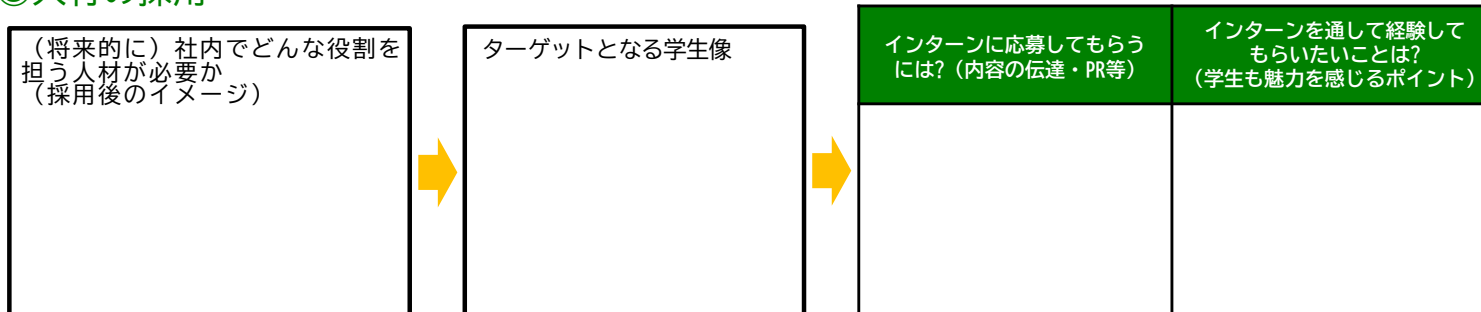 人材の採用
（将来的に）社内でどんな役割を
担う人材が必要か
（採用後のイメージ）
ターゲットとなる学生像
インターンに応募してもらう
には?（内容の伝達・PR等）
インターンを通して経験して
もらいたいことは?
（学生も魅力を感じるポイント）